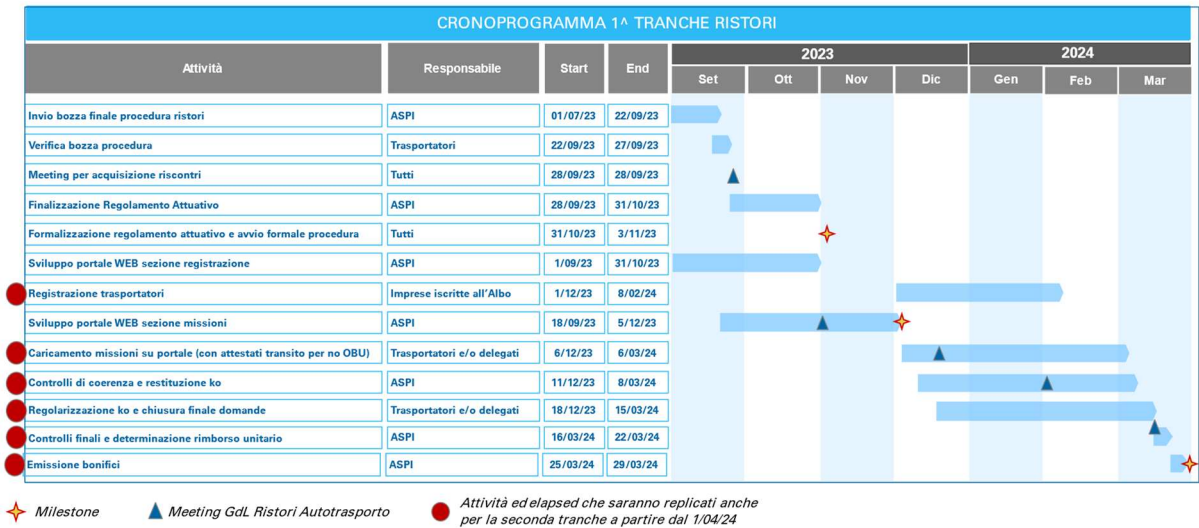 CRONOPROGRAMMA 1^ TRANCHE RISTORI
Attività Responsabile Start End 2023 2024
Set Ott Nov Dic Gen Feb Mar
Invio bozza finale procedura ristori ASPI 01/07/23 22/09/23
Verifica bozza procedura Trasportatori 22/09/23 27/09/23
Meeting per acquisizione riscontri Tutti 28/09/23 28/09/23
Finalizzazione Regolamento Attuativo ASPI 28/09/23 31/10/23
Formalizzazione regolamento attuativo e avvio formale procedura Tutti 31/10/23 3/11/23
Sviluppo portale WEB sezione registrazione ASPI 1/09/23 31/10/23
Registrazione trasportatori Imprese iscritte all'Albo 1/12/23 8/02/24
Sviluppo portale WEB sezione missioni ASPI 18/09/23 5/12/23
Caricamento missioni su portale (con attestati transito per no OBU) Trasportatori e/o delegati 6/12/23 6/03/24
Controlli di coerenza e restituzione ko ASPI 11/12/23 8/03/24
Regolarizzazione ko e chiusura finale domande Trasportatori e/o delegati 18/12/23 15/03/24
Controlli finali e determinazione rimborso unitario ASPI 16/03/24 22/03/24
Emissione bonifici ASPI 25/03/24 29/03/24
Milestone Meeting GdL Ristori Autotrasporto Attività ed elapsed che saranno replicati anche
per la seconda tranche a partire dal 1/04/24